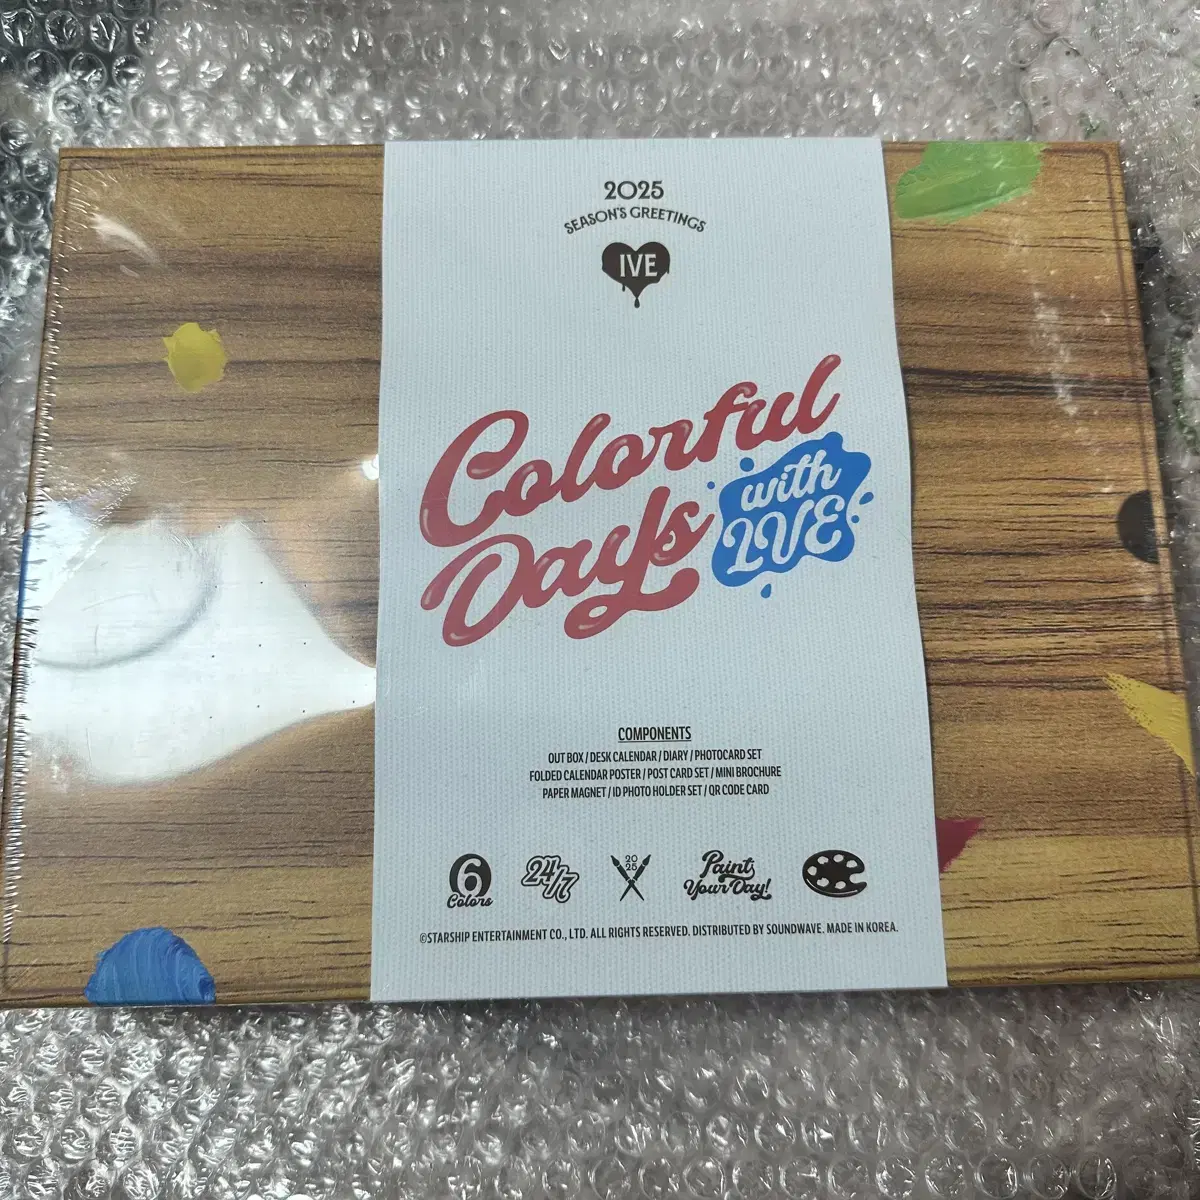 2025
SEASON'S GREETINGS
IVE
Colorful
Days
with
IVE
COMPONENTS
OUT BOX / DESK CALENDAR / DIARY / PHOTOCARD SET
FOLDED CALENDAR POSTER / POST CARD SET / MINI BROCHURE
PAPER MAGNET / ID PHOTO HOLDER SET / QR CODE CARD
6
Colors
24/7
20
25
Paint
Your Day!
©STARSHIP ENTERTAINMENT CO., LTD. ALL RIGHTS RESERVED. DISTRIBUTED BY SOUNDWAVE. MADE IN KOREA.